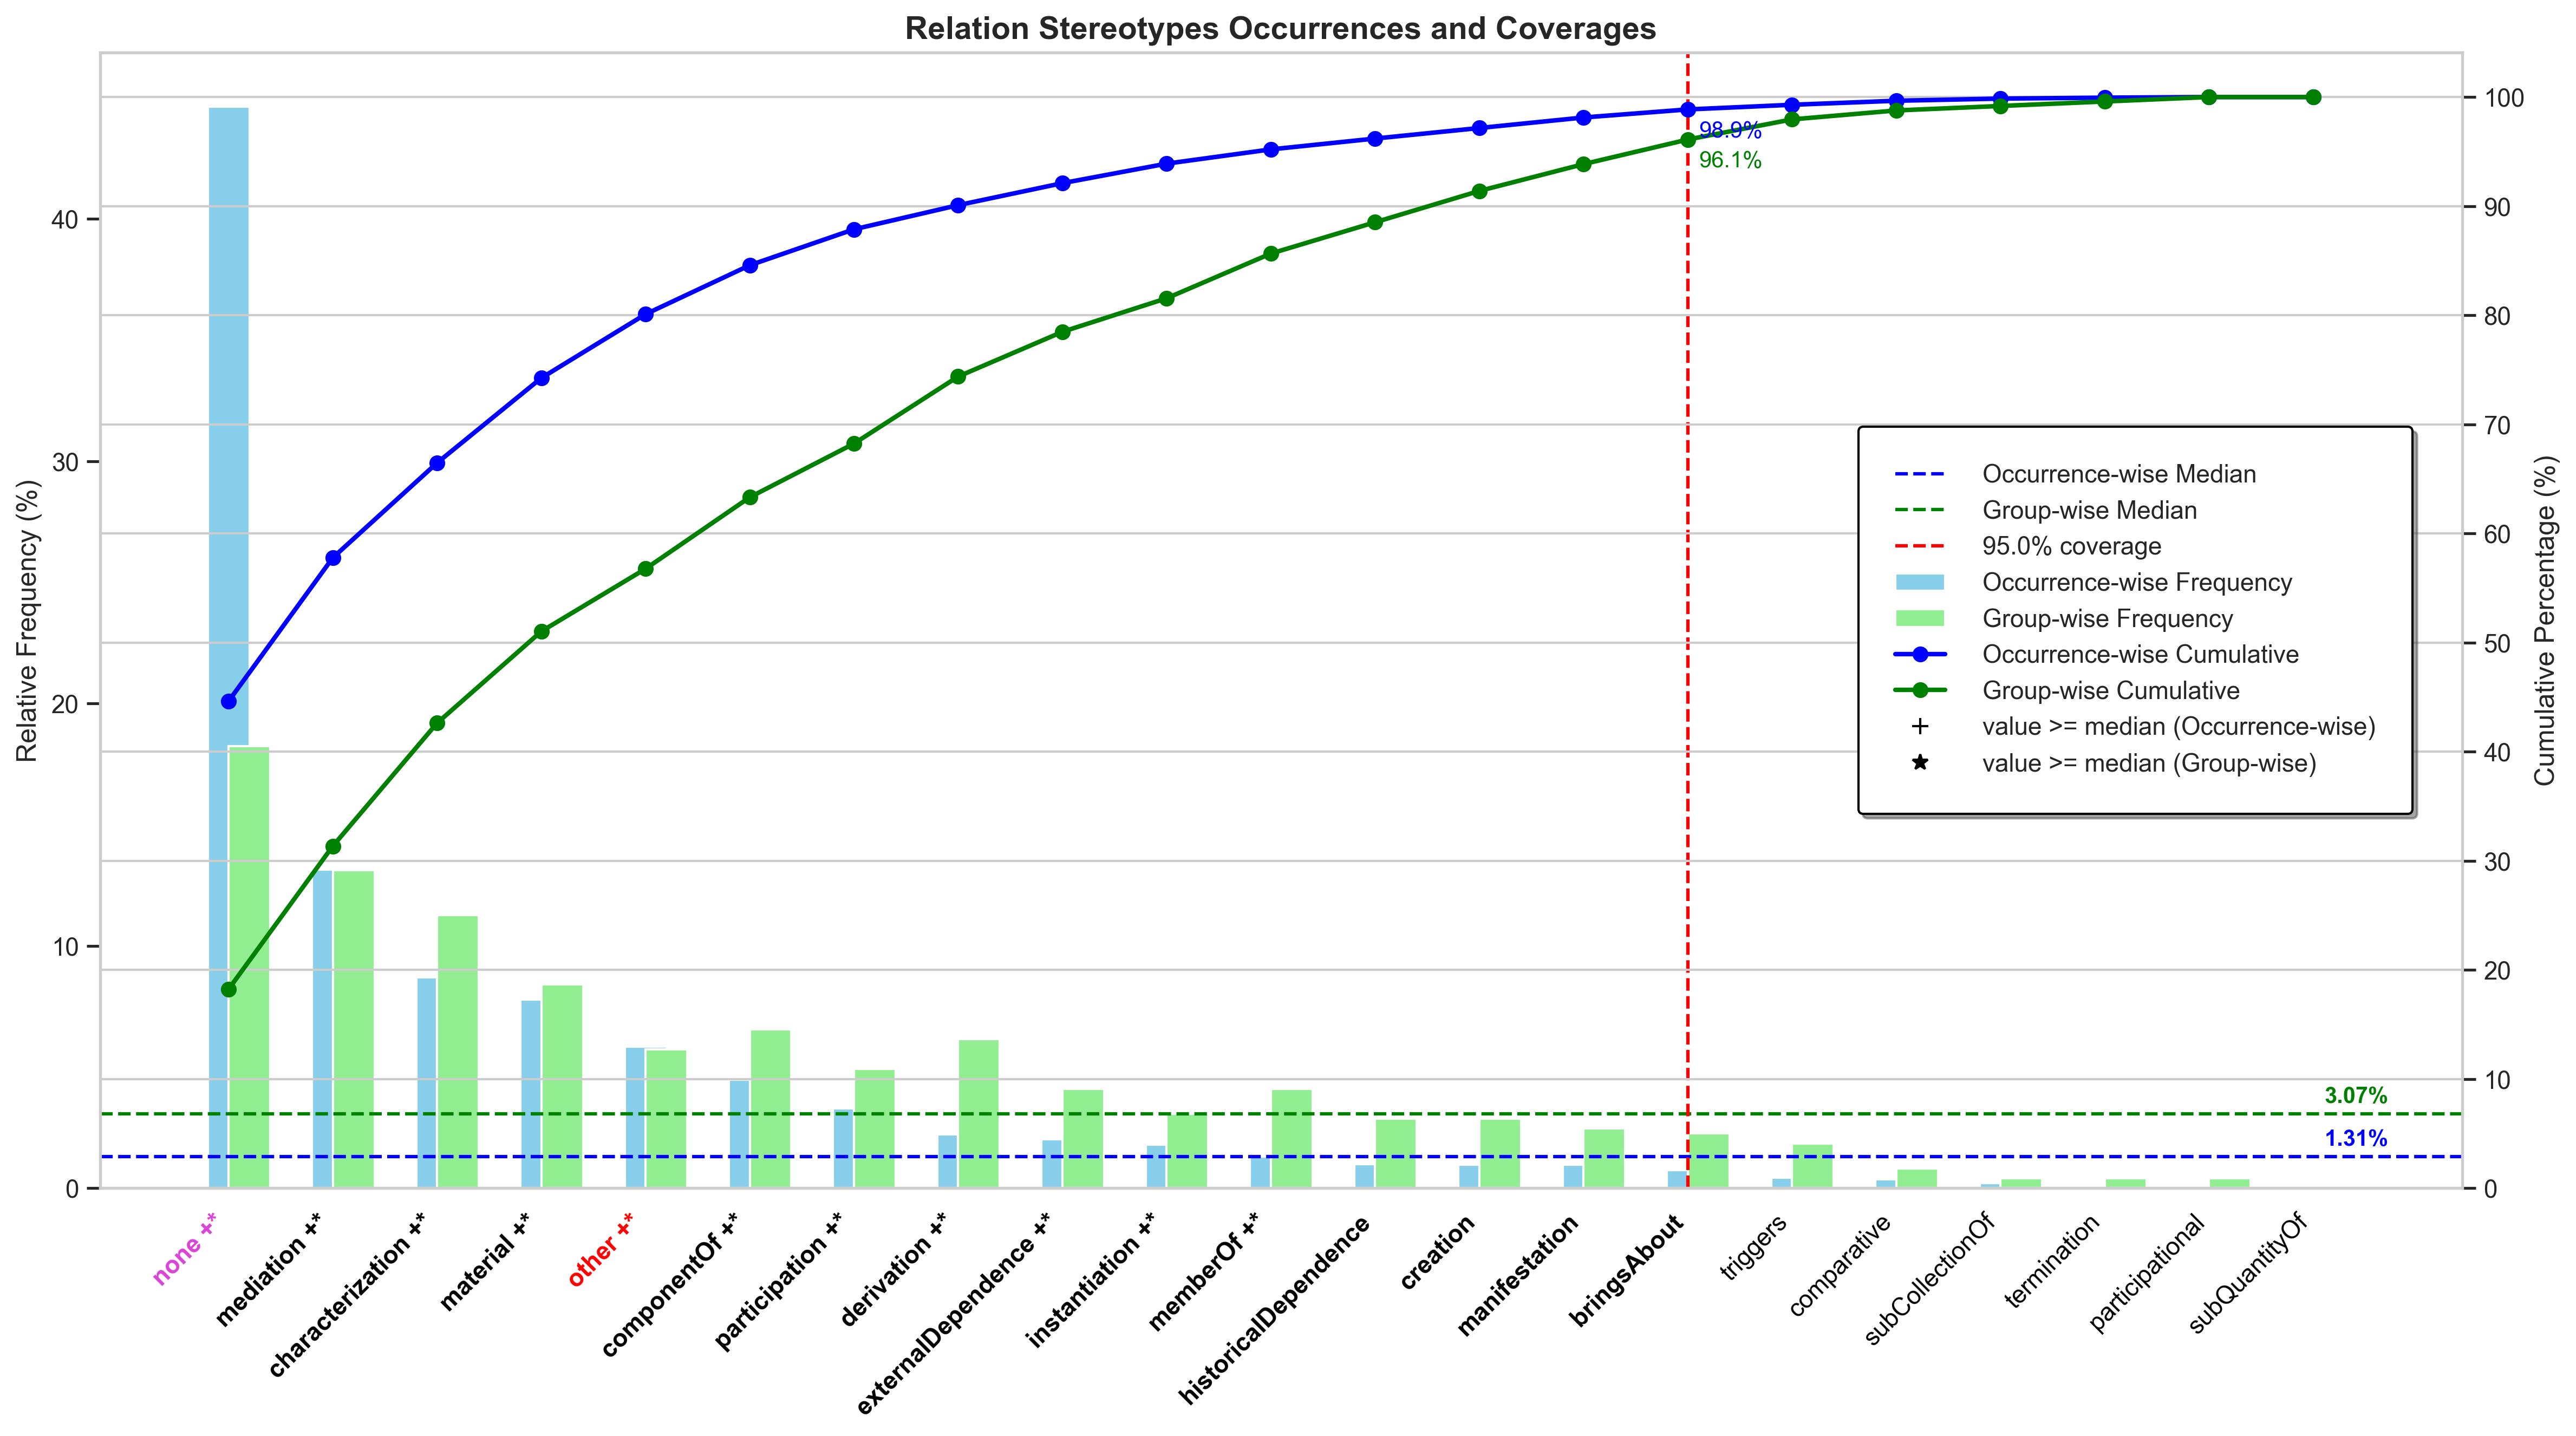 Relation Stereotypes Occurrences and Coverages
Relative Frequency (%)
40
30
20
10
0
Cumulative Percentage (%)
100
90
80
70
60
50
40
30
20
10
0
98.9%
96.1%
Occurrence-wise Median
Group-wise Median
95.0% coverage
Occurrence-wise Frequency
Group-wise Frequency
Occurrence-wise Cumulative
Group-wise Cumulative
value >= median (Occurrence-wise)
value >= median (Group-wise)
3.07%
1.31%
none +*
mediation +*
characterization +*
material +*
other +*
componentOf +*
participation +*
derivation +*
externalDependence +*
instantiation +*
memberOf +*
historicalDependence
creation
manifestation
bringsAbout
triggers
comparative
subCollectionOf
termination
participational
subQuantityOf